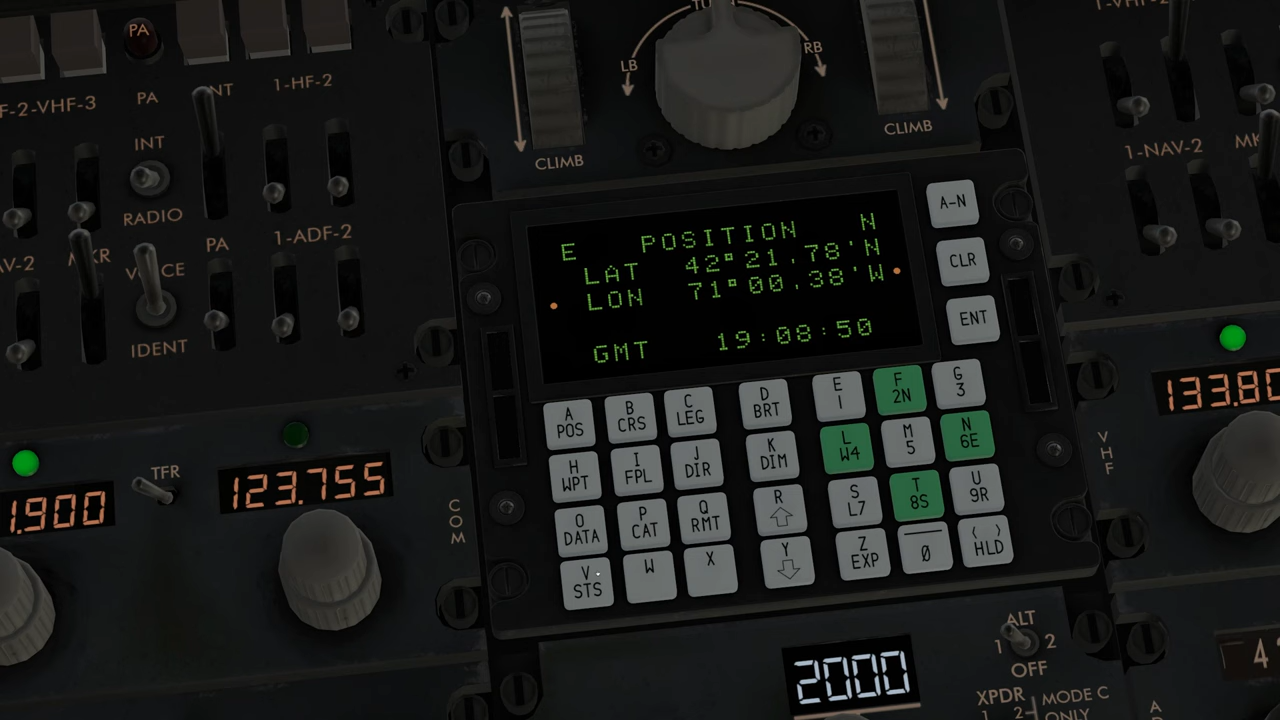 PA
F-2-VHF-3
PA
INT
1-HF-2
INT
RADIO
MKR
VOICE
PA
1-ADF-2
IDENT
TFR
1.900
123.755
COM
LB
RB
CLIMB
CLIMB
E POSITION N
LAT 42°21.78'N
LON 71°00.38'W
GMT 19:08:50
A-N
CLR
ENT
A POS
B CRS
C LEG
D BRT
E 1
F 2N
G 3
H WPT
I FPL
J DIR
K DIM
L W4
M 5
N 6E
O DATA
P CAT
Q RMT
R
S L7
T 8S
U 9R
V STS
W
X
Y
Z EXP
0
( ) HLD
1-NAV-2
133.80
VHF
2000
ALT
1 2
OFF
XPDR
1 2
MODE C
ONLY
A
4